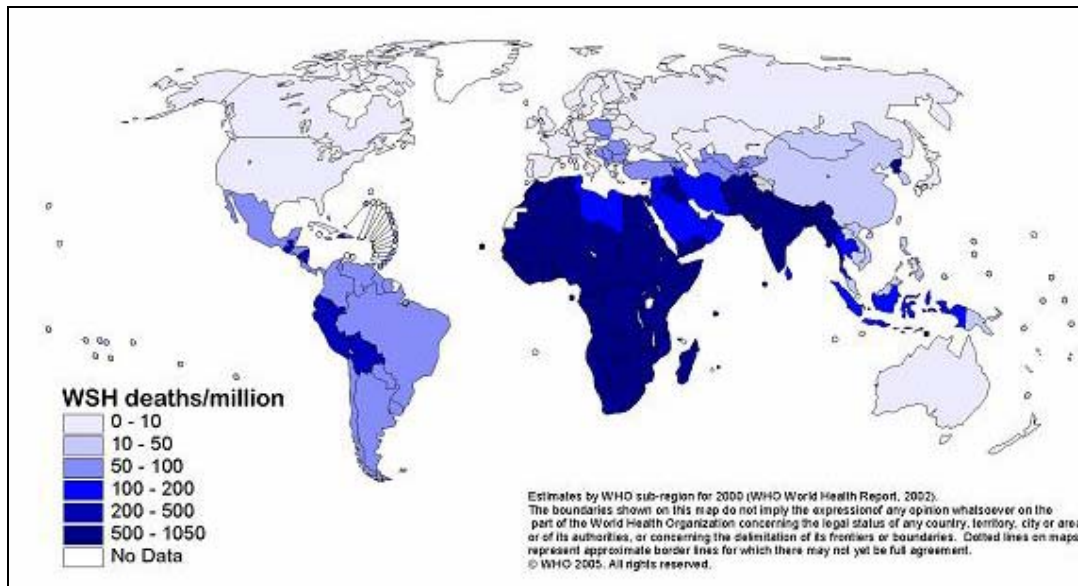 WSH deaths/million
0 - 10
10 - 50
50 - 100
100 - 200
200 - 500
500 - 1050
No Data
Estimates by WHO sub-region for 2000 (WHO World Health Report, 2002).
The boundaries shown on this map do not imply the expressionof any opinion whatsoever on the
part of the World Health Organization concerning the legal status of any country, territory, city or area
or of its authorities, or concerning the delimitation of its frontiers or boundaries. Dotted lines on maps
represent approximate border lines for which there may not yet be full agreement.
© WHO 2005. All rights reserved.